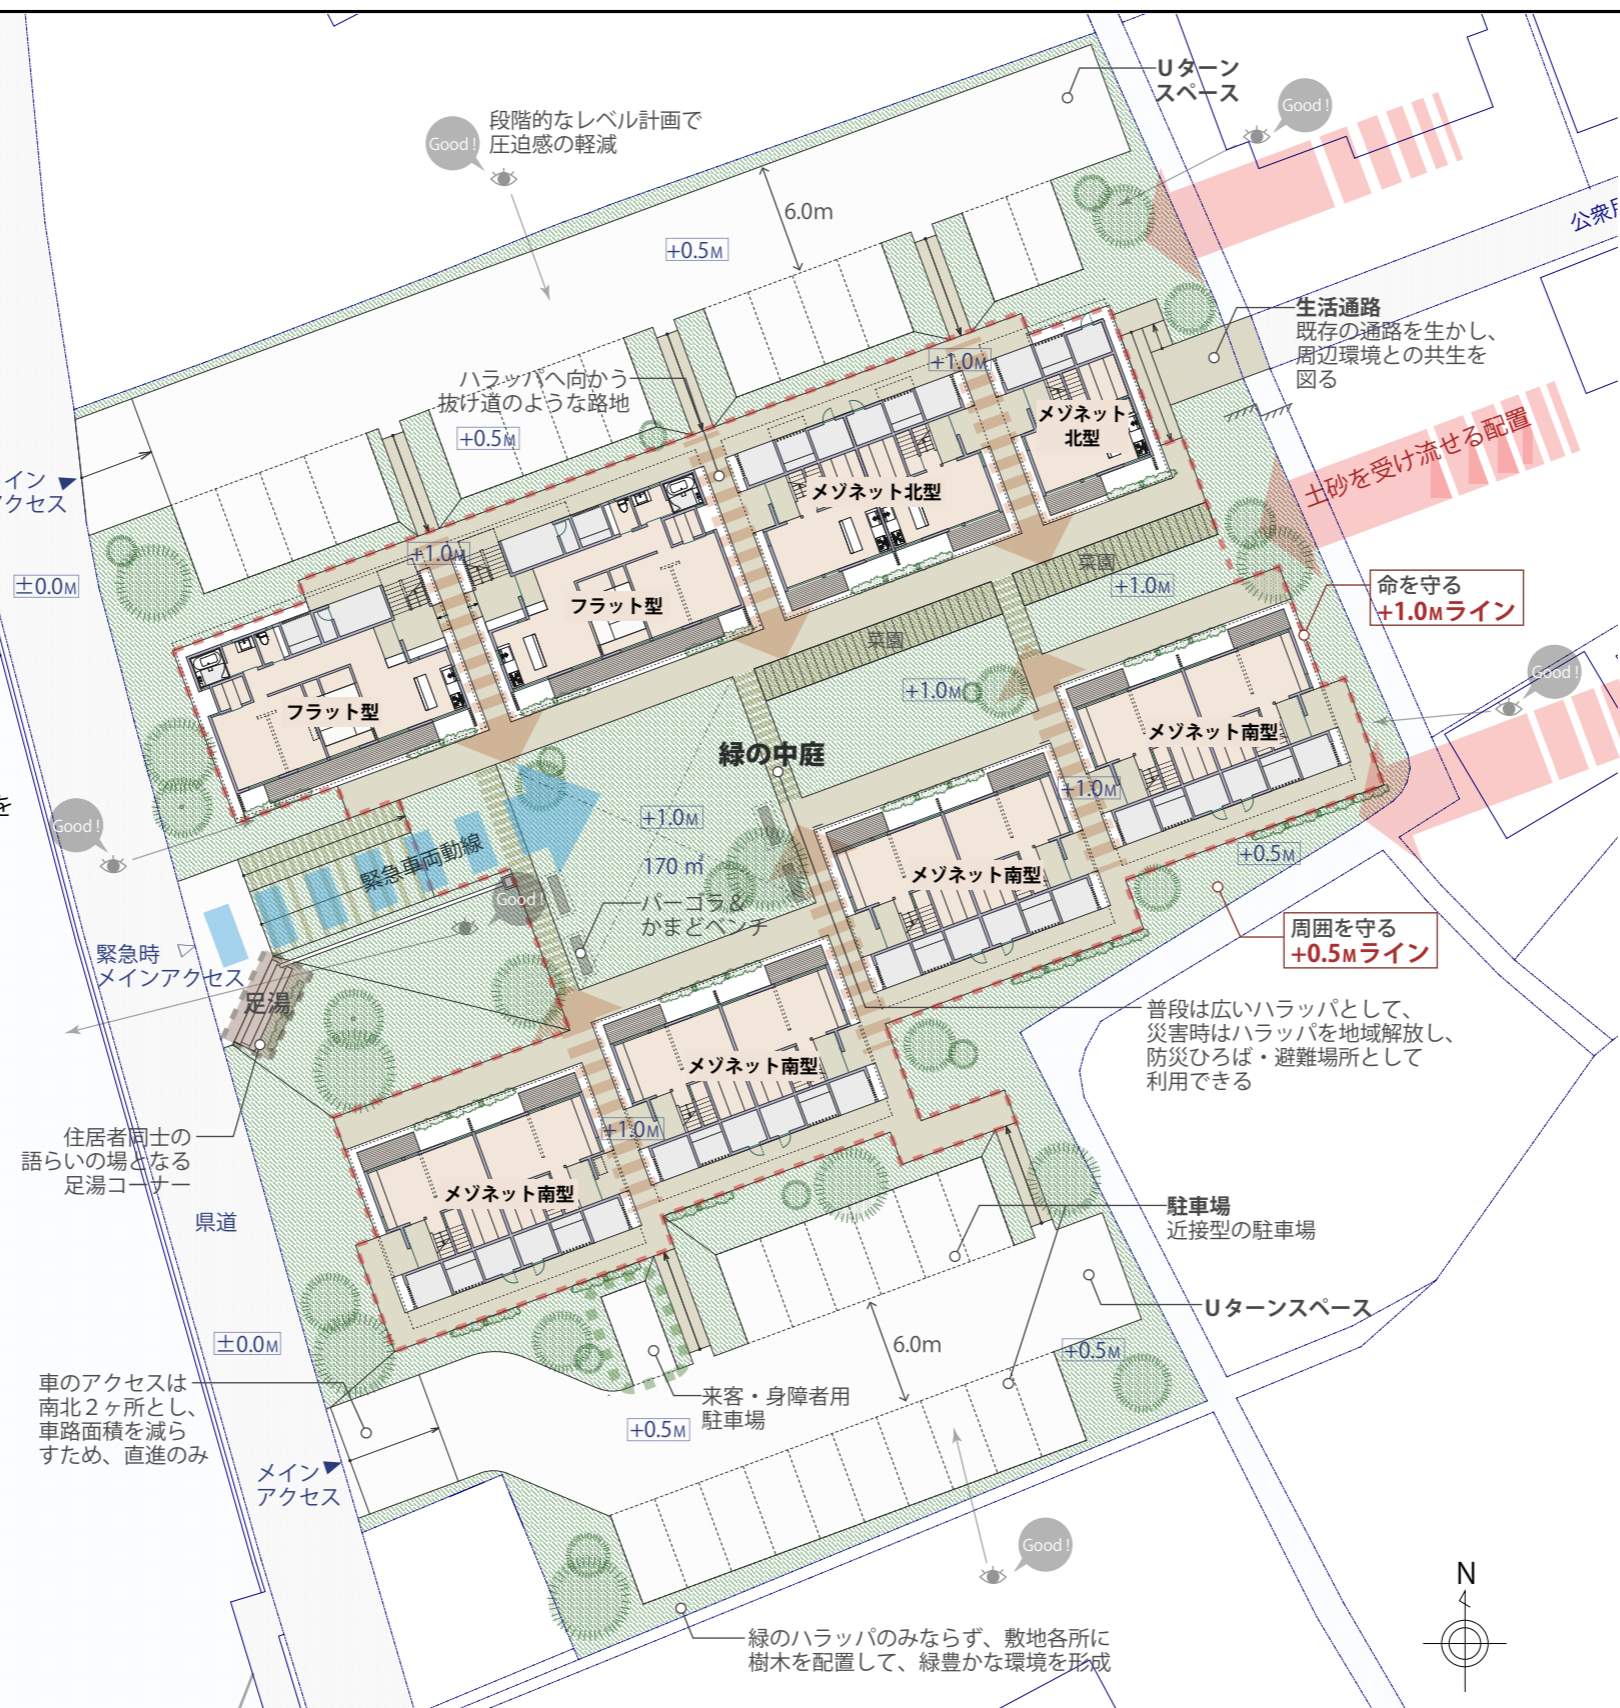 Uターン
スペース
Good !
段階的なレベル計画で
圧迫感の軽減
Good !
6.0m
+0.5M
公衆
生活通路
既存の通路を生かし、
周辺環境との共生を
図る
ハラッパへ向かう
抜け道のような路地
+0.5M
+1.0M
メゾネット
北型
土砂を受け流せる配置
イン
アクセス
メゾネット北型
±0.0M
+1.0M
フラット型
菜園
+1.0M
命を守る
+1.0Mライン
菜園
フラット型
+1.0M
Good !
メゾネット南型
緑の中庭
+1.0M
を
Good !
+1.0M
緊急車両動線
170 ㎡
メゾネット南型
+0.5M
Good !
パーゴラ&
かまどベンチ
周囲を守る
+0.5Mライン
緊急時
メインアクセス
足湯
普段は広いハラッパとして、
災害時はハラッパを地域解放し、
防災ひろば・避難場所として
利用できる
メゾネット南型
+1.0M
住居者同士の
語らいの場となる
足湯コーナー
メゾネット南型
県道
駐車場
近接型の駐車場
Uターンスペース
±0.0M
6.0m
+0.5M
車のアクセスは
南北２ヶ所とし、
車路面積を減ら
すため、直進のみ
来客・身障者用
駐車場
+0.5M
メイン
アクセス
Good !
N
緑のハラッパのみならず、敷地各所に
樹木を配置して、緑豊かな環境を形成